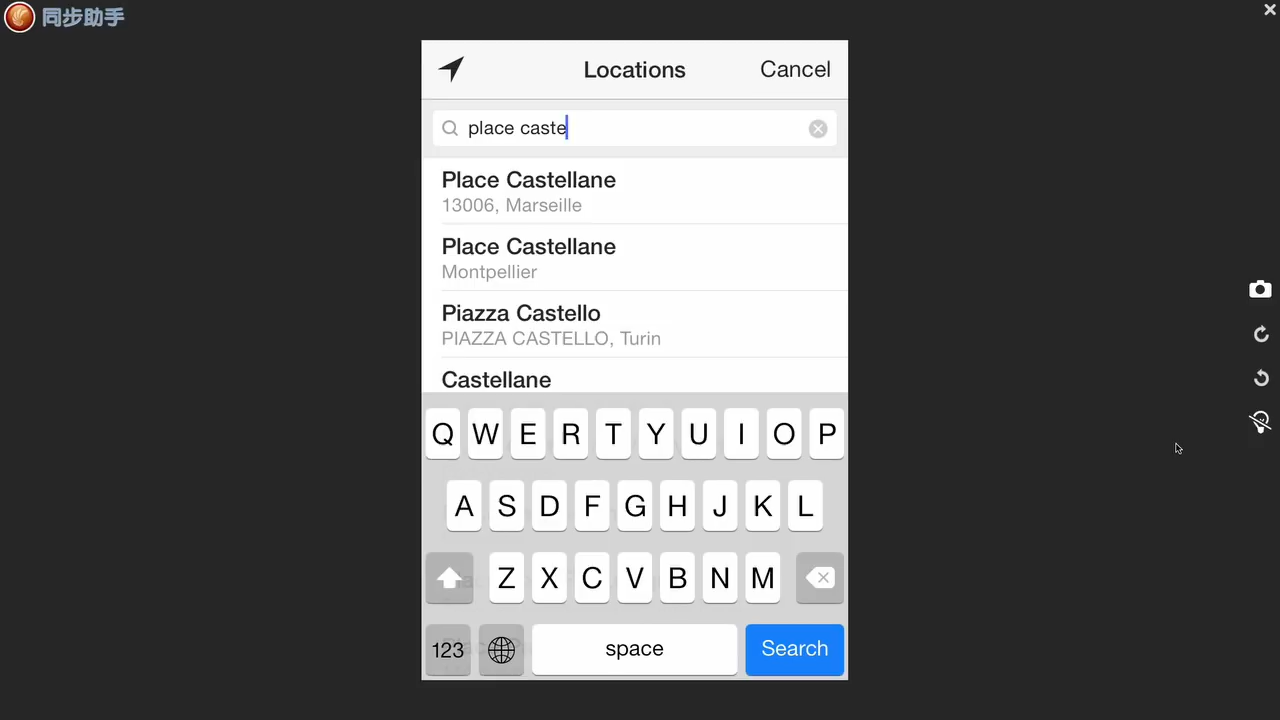 同步助手
Locations
Cancel
place caste
Place Castellane
13006, Marseille
Place Castellane
Montpellier
Piazza Castello
PIAZZA CASTELLO, Turin
Castellane
Q W E R T Y U I O P
A S D F G H J K L
Z X C V B N M
123
space
Search